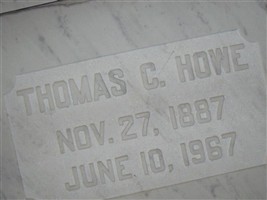 THOMAS C. HOWE
NOV. 27, 1887
JUNE 10, 1967